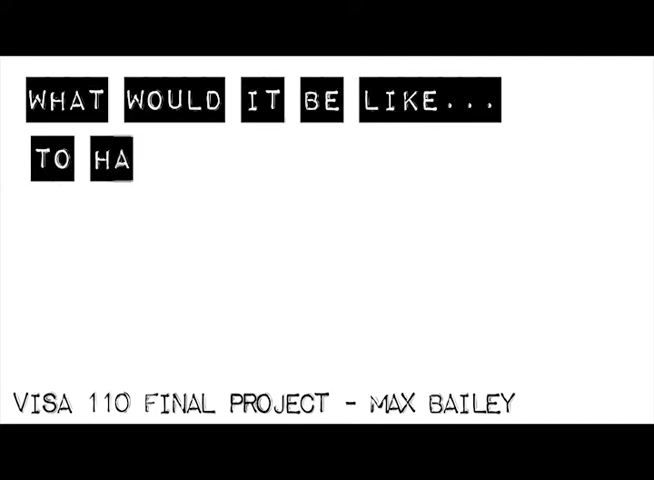 WHAT WOULD IT BE LIKE...
TO HA
VISA 110 FINAL PROJECT - MAX BAILEY